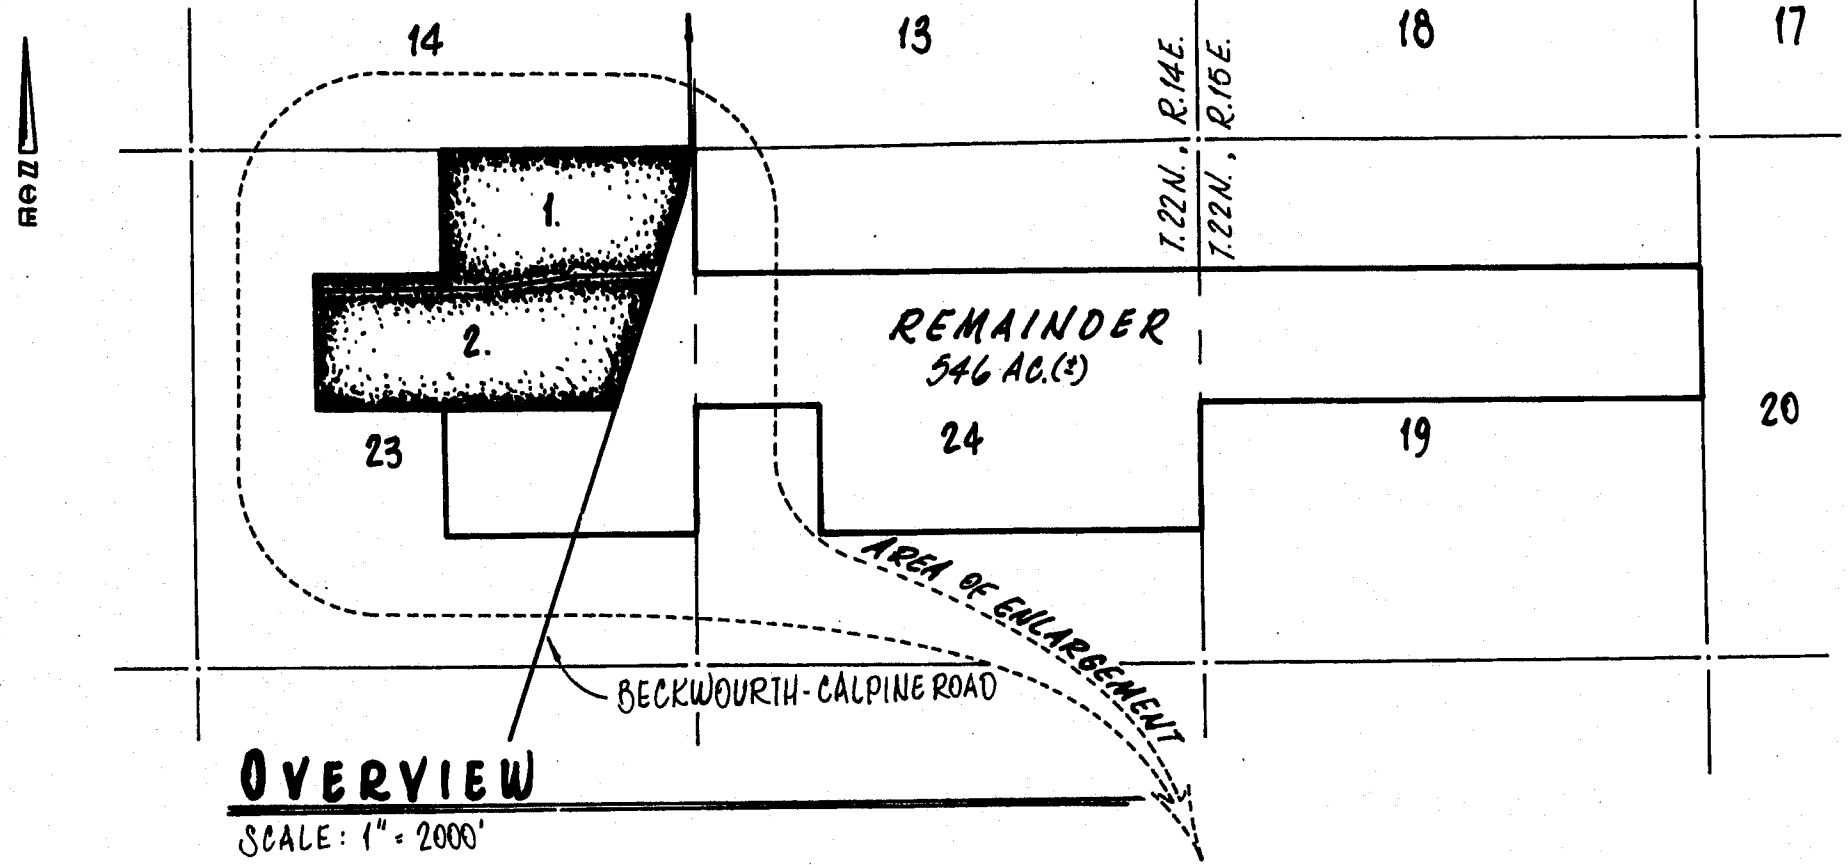 14
13
18
17
T.22N., R.14E.
T.22N., R.15E.
1.
REMAINDER
546 AC.(±)
2.
23
24
19
20
AREA OF ENLARGEMENT
BECKWOURTH-CALPINE ROAD
OVERVIEW
SCALE: 1" = 2000'